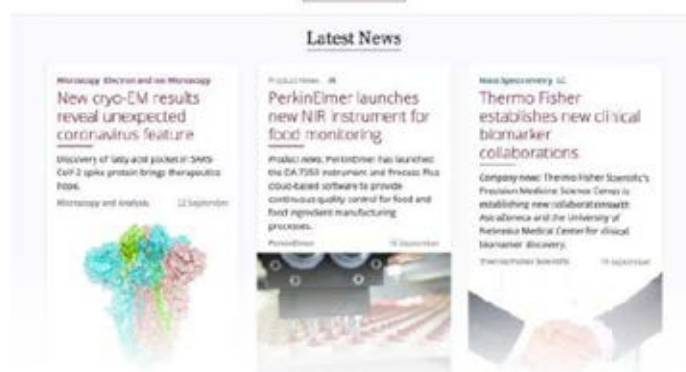 Latest News
Microscopy Electron and Ion Microscopy
New cryo-EM results
reveal unexpected
coronavirus feature
Discovery of fatty acid pocket in SARS-
CoV-2 spike protein brings therapeutics
hope.
Microscopy and Analysis 22 September
Product News IR
PerkinElmer launches
new NIR instrument for
food monitoring
Product news: PerkinElmer has launched
the DA 7350 instrument and Process Plus
cloud-based software to provide
continuous quality control for food and
food ingredient manufacturing
processes.
PerkinElmer September
Mass Spectrometry LC
Thermo Fisher
establishes new clinical
biomarker
collaborations
Company news: Thermo Fisher Scientific's
Precision Medicine Science Center is
establishing new collaborations with
AstraZeneca and the University of
Nebraska Medical Center for clinical
biomarker discovery.
Thermo Fisher Scientific September